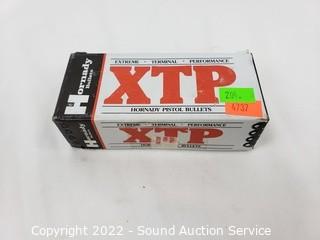 Hornady
Bullets
EXTREME • TERMINAL • PERFORMANCE
XTP
HORNADY PISTOL BULLETS
4737
EXTREME • TERMINAL • PERFORMANCE
XTP
BULLETS
Copyright 2022 - Sound Auction Service